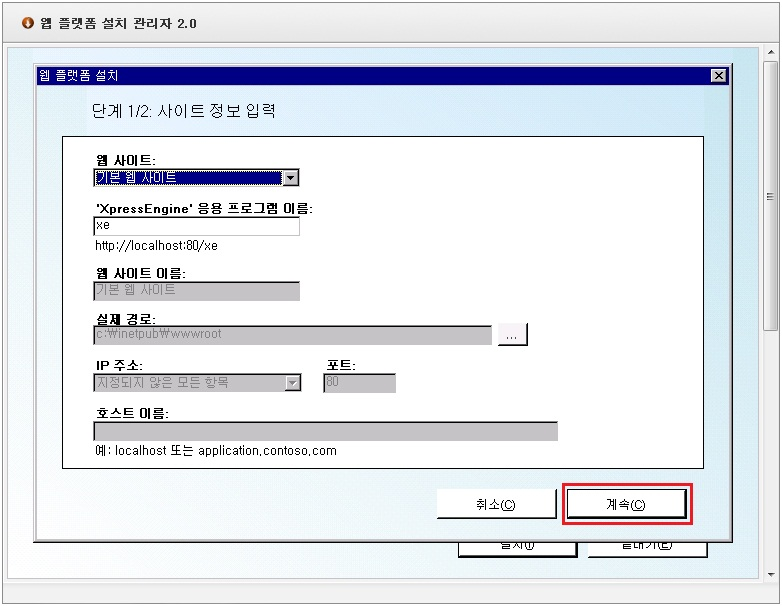 웹 플랫폼 설치 관리자 2.0
웹 플랫폼 설치
단계 1/2: 사이트 정보 입력
웹 사이트:
기본 웹 사이트
'XpressEngine' 응용 프로그램 이름:
xe
http://localhost:80/xe
웹 사이트 이름:
기본 웹 사이트
실제 경로:
c:₩inetpub₩wwwroot
...
IP 주소: 포트:
지정되지 않은 모든 항목 80
호스트 이름:
예: localhost 또는 application.contoso.com
취소(C) 계속(C)
설치(I) 끝내기(E)